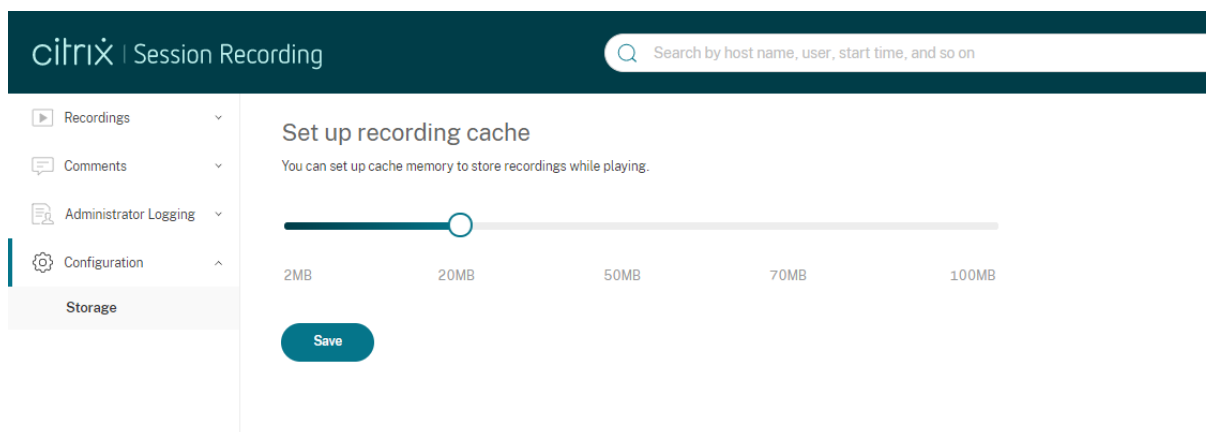 citrix | Session Recording
Search by host name, user, start time, and so on
Recordings
Comments
Administrator Logging
Configuration
Storage
Set up recording cache
You can set up cache memory to store recordings while playing.
2MB 20MB 50MB 70MB 100MB
Save